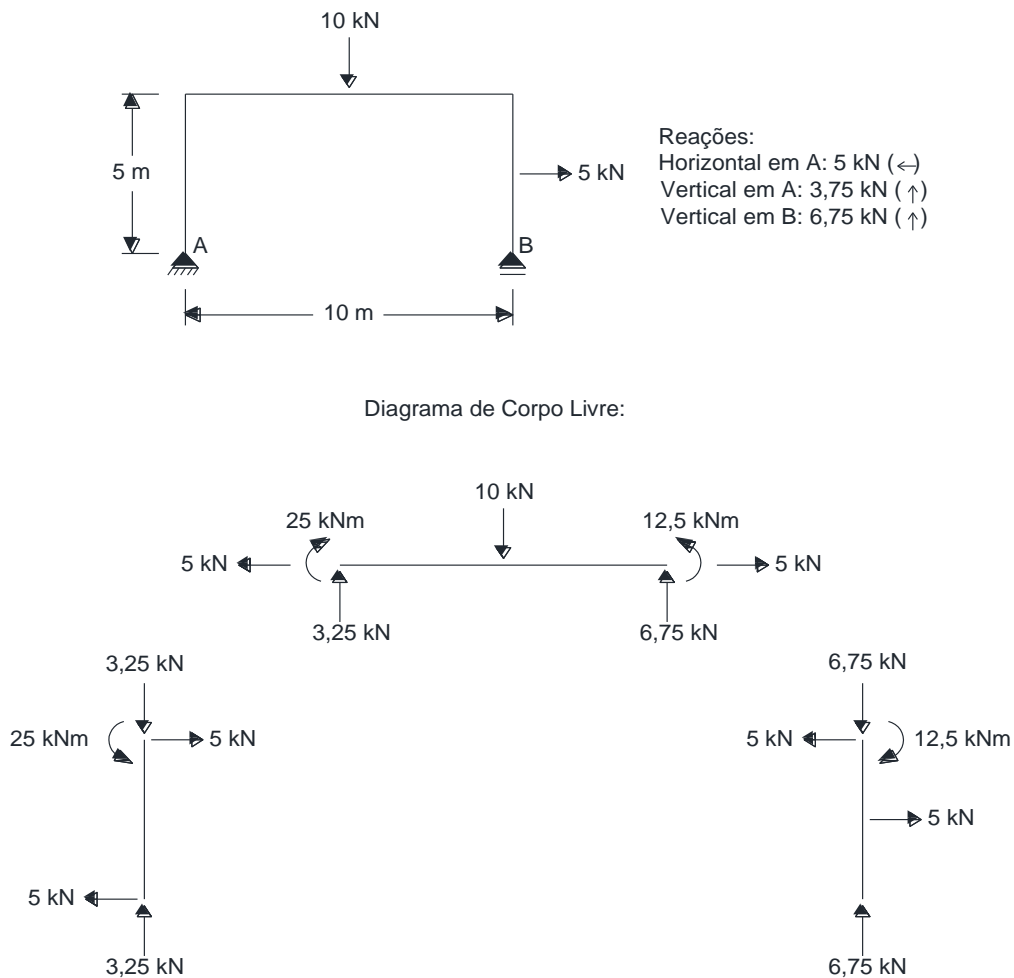 10 kN
5 m
5 kN
Reações:
Horizontal em A: 5 kN (←)
Vertical em A: 3,75 kN (↑)
Vertical em B: 6,75 kN (↑)
A
B
10 m
Diagrama de Corpo Livre:
10 kN
25 kNm
12,5 kNm
5 kN
5 kN
3,25 kN
6,75 kN
3,25 kN
6,75 kN
25 kNm
5 kN
5 kN
12,5 kNm
5 kN
5 kN
3,25 kN
6,75 kN